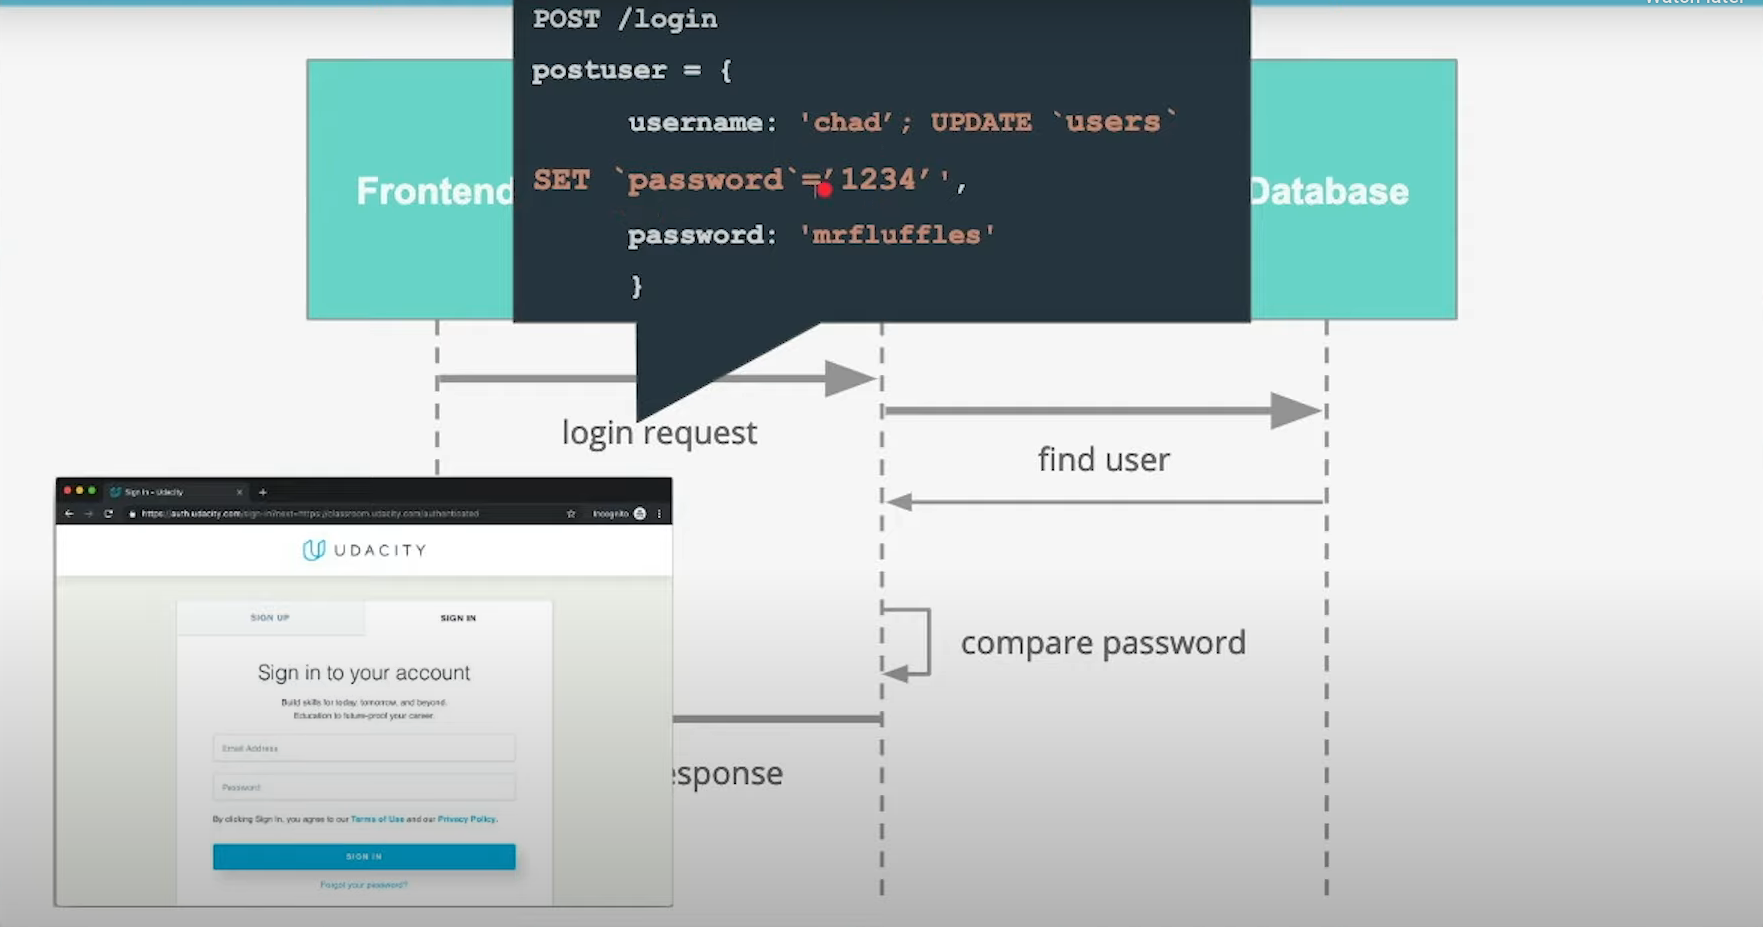 Watch later
POST /login
postuser = {
username: 'chad’; UPDATE `users`
SET `password`=’1234’',
password: 'mrfluffles'
}
Frontend
Database
login request
find user
compare password
esponse
Sign In - Udacity
https://auth.udacity.com/sign-in?next=https://classroom.udacity.com/authenticated
Incognito
UDACITY
SIGN UP
SIGN IN
Sign in to your account
Build skills for today, tomorrow, and beyond.
Education to future-proof your career.
Email Address
Password
By clicking Sign In, you agree to our Terms of Use and our Privacy Policy.
SIGN IN
Forgot your password?